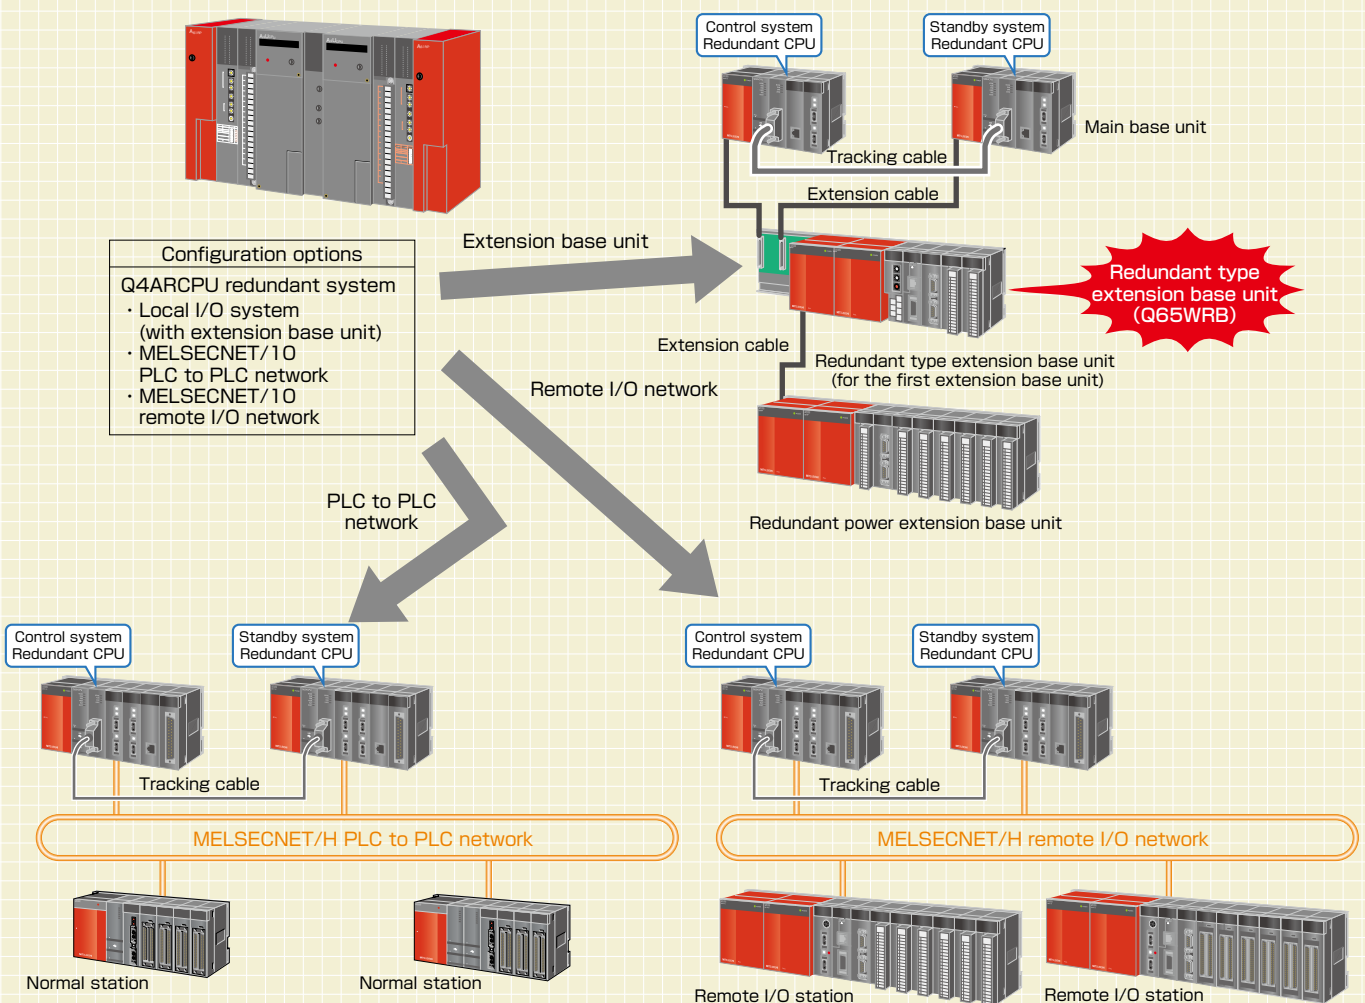 Control system
Redundant CPU
Standby system
Redundant CPU
Main base unit
Tracking cable
Extension cable
Configuration options
Q4ARCPU redundant system
・Local I/O system
(with extension base unit)
・MELSECNET/10
PLC to PLC network
・MELSECNET/10
remote I/O network
Extension base unit
Redundant type
extension base unit
(Q65WRB)
Extension cable
Redundant type extension base unit
(for the first extension base unit)
Remote I/O network
Redundant power extension base unit
PLC to PLC
network
Control system
Redundant CPU
Standby system
Redundant CPU
Tracking cable
MELSECNET/H PLC to PLC network
Normal station
Normal station
Control system
Redundant CPU
Standby system
Redundant CPU
Tracking cable
MELSECNET/H remote I/O network
Remote I/O station
Remote I/O station